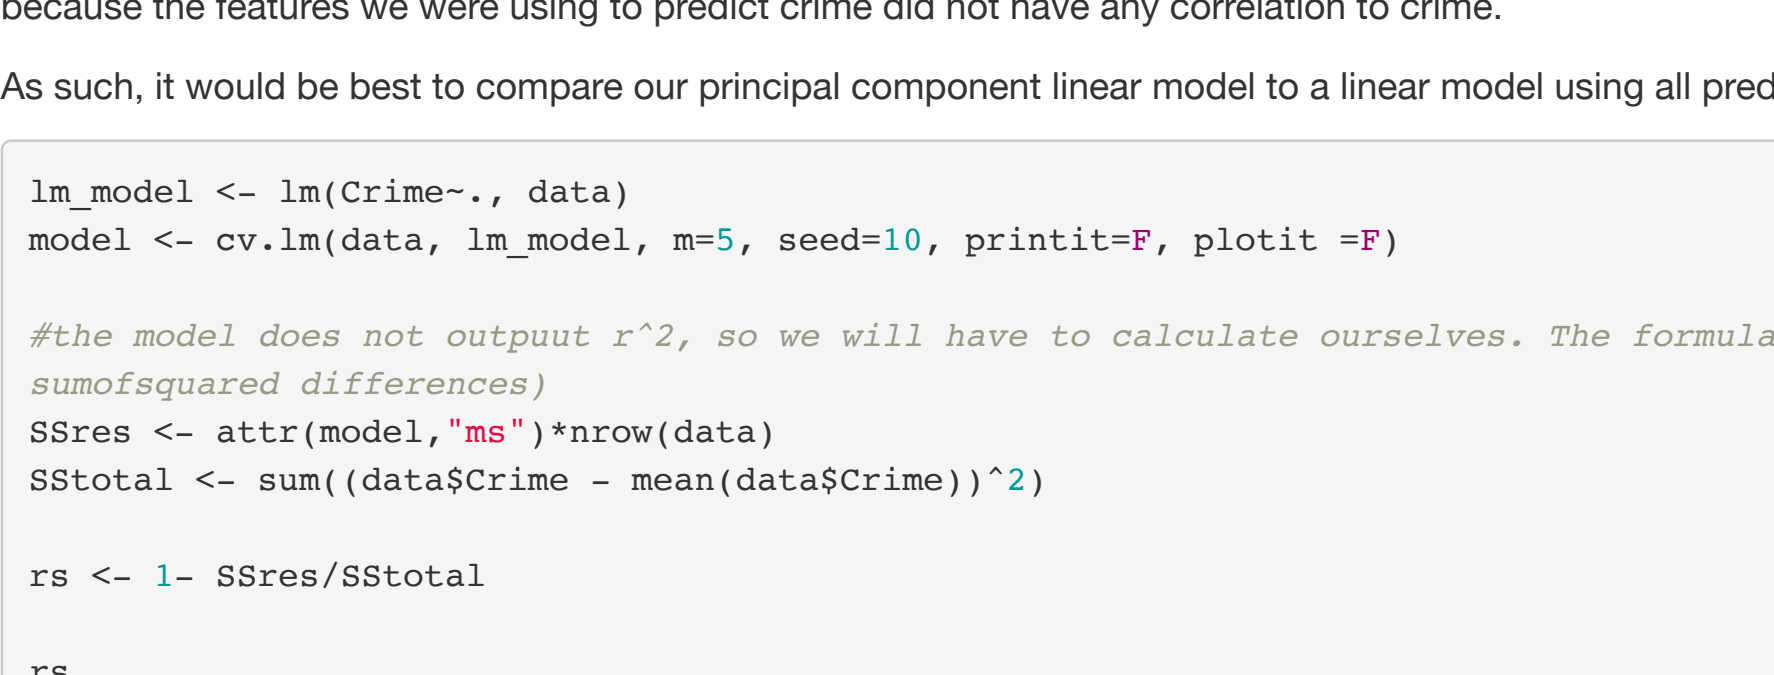 because the features we were using to predict crime did not have any correlation to crime.
As such, it would be best to compare our principal component linear model to a linear model using all pred
lm_model <- lm(Crime~., data)
model <- cv.lm(data, lm_model, m=5, seed=10, printit=F, plotit =F)
#the model does not outpuut r^2, so we will have to calculate ourselves. The formula
sumofsquared differences)
SSres <- attr(model,"ms")*nrow(data)
SStotal <- sum((data$Crime - mean(data$Crime))^2)
rs <- 1- SSres/SStotal
rs